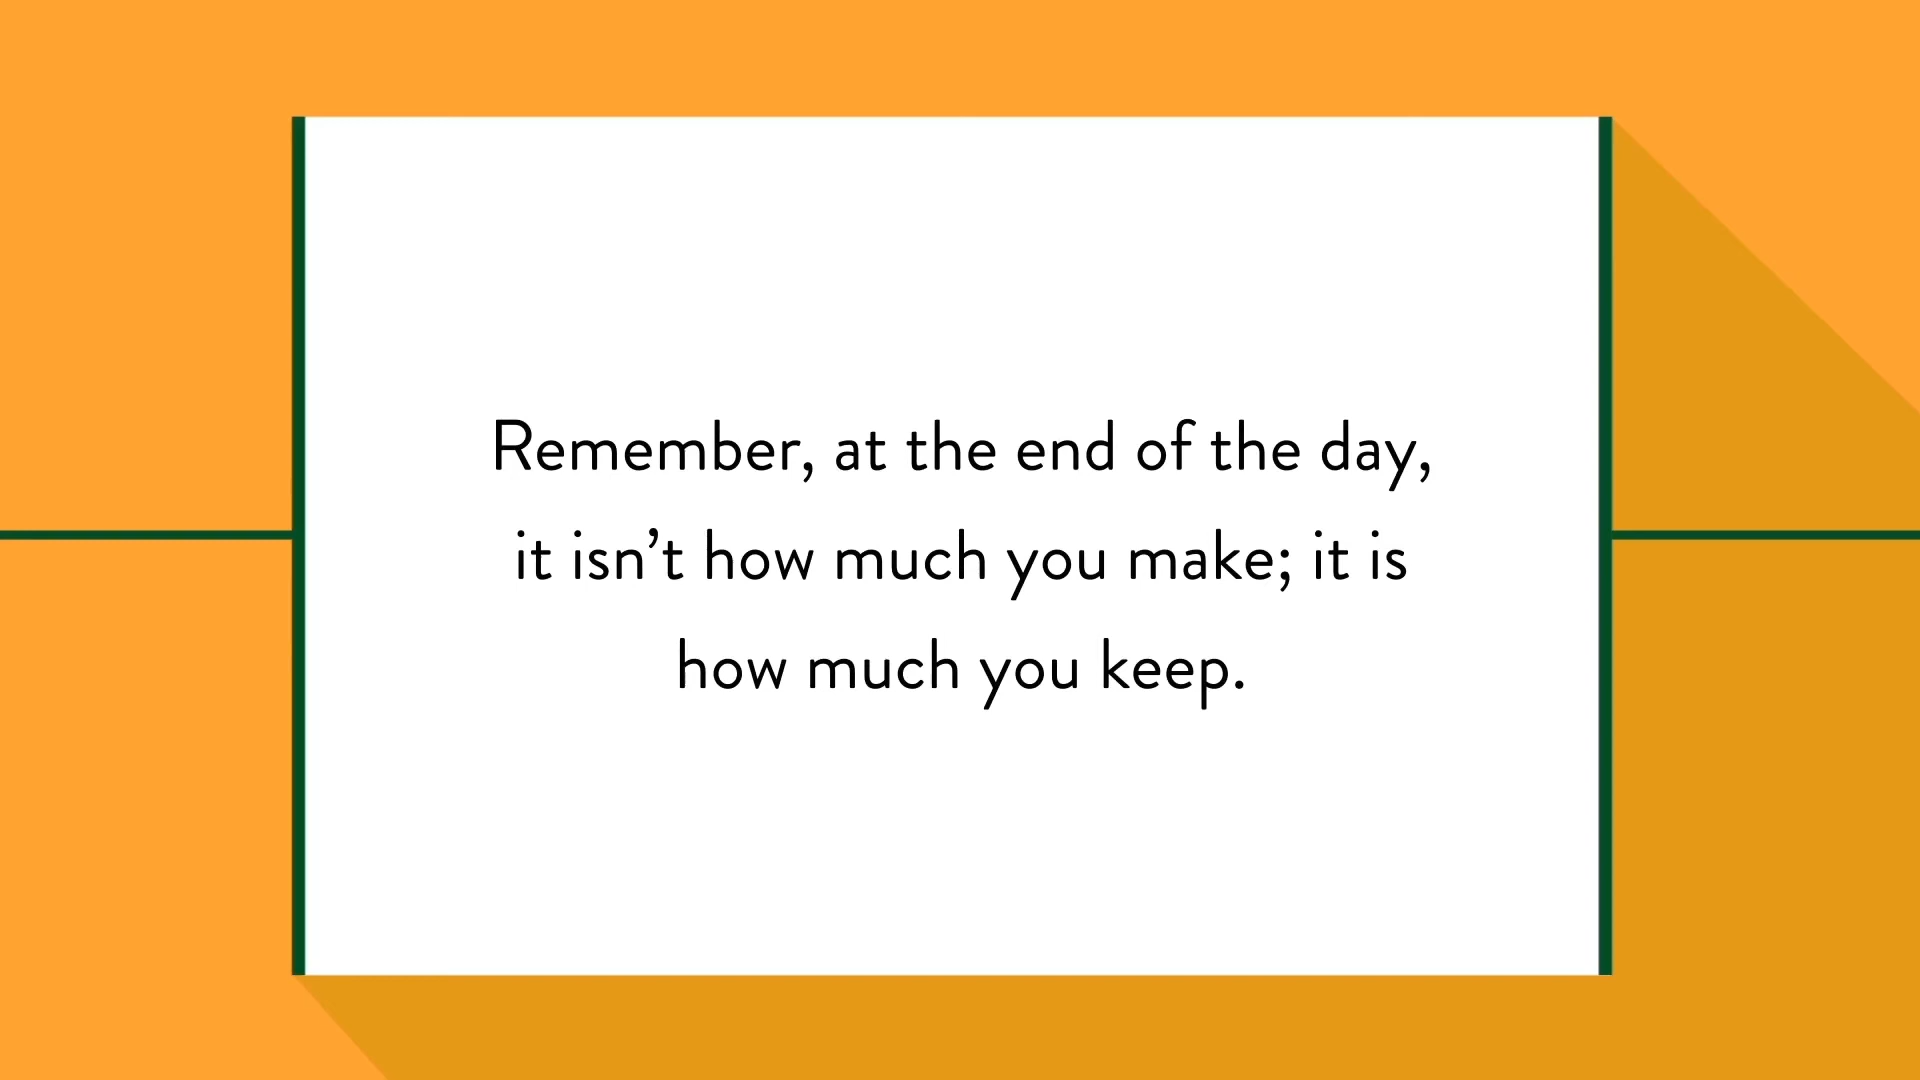 Remember, at the end of the day,
it isn’t how much you make; it is
how much you keep.